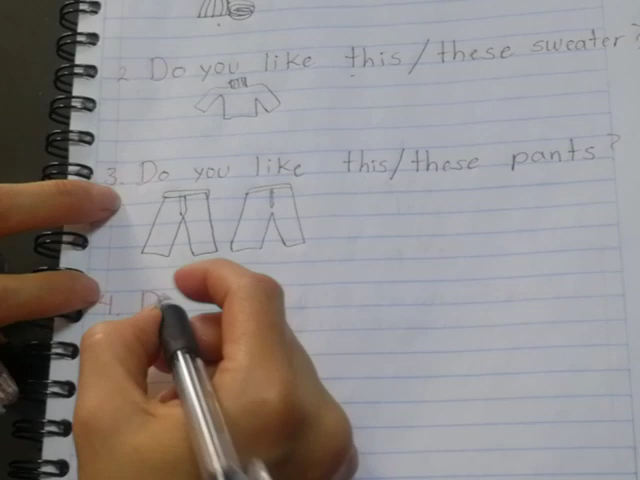 2. Do you like this/these sweater?
3. Do you like this/these pants?
4. D